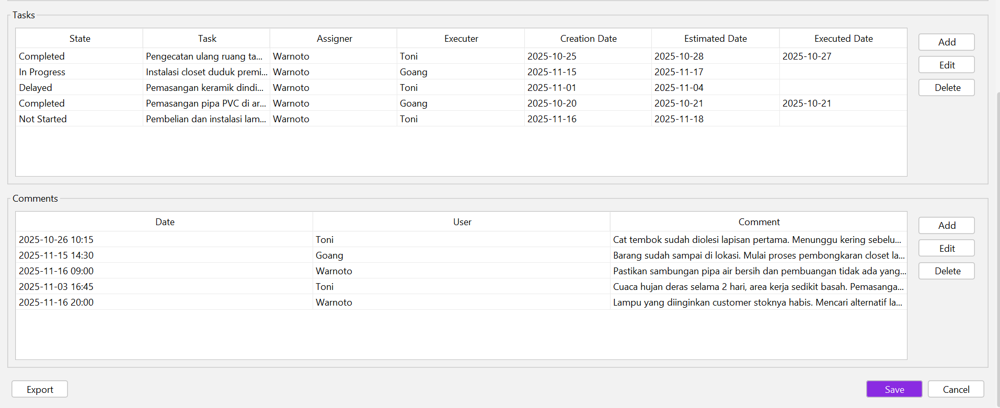 Tasks
State Task Assigner Executer Creation Date Estimated Date Executed Date
Completed Pengecatan ulang ruang ta... Warnoto Toni 2025-10-25 2025-10-28 2025-10-27
In Progress Instalasi closet duduk premi... Warnoto Goang 2025-11-15 2025-11-17
Delayed Pemasangan keramik dindi... Warnoto Toni 2025-11-01 2025-11-04
Completed Pemasangan pipa PVC di ar... Warnoto Goang 2025-10-20 2025-10-21 2025-10-21
Not Started Pembelian dan instalasi lam... Warnoto Toni 2025-11-16 2025-11-18
Add
Edit
Delete
Comments
Date User Comment
2025-10-26 10:15 Toni Cat tembok sudah diolesi lapisan pertama. Menunggu kering sebelu...
2025-11-15 14:30 Goang Barang sudah sampai di lokasi. Mulai proses pembongkaran closet la...
2025-11-16 09:00 Warnoto Pastikan sambungan pipa air bersih dan pembuangan tidak ada yang...
2025-11-03 16:45 Toni Cuaca hujan deras selama 2 hari, area kerja sedikit basah. Pemasanga...
2025-11-16 20:00 Warnoto Lampu yang diinginkan customer stoknya habis. Mencari alternatif la...
Add
Edit
Delete
Export Save Cancel